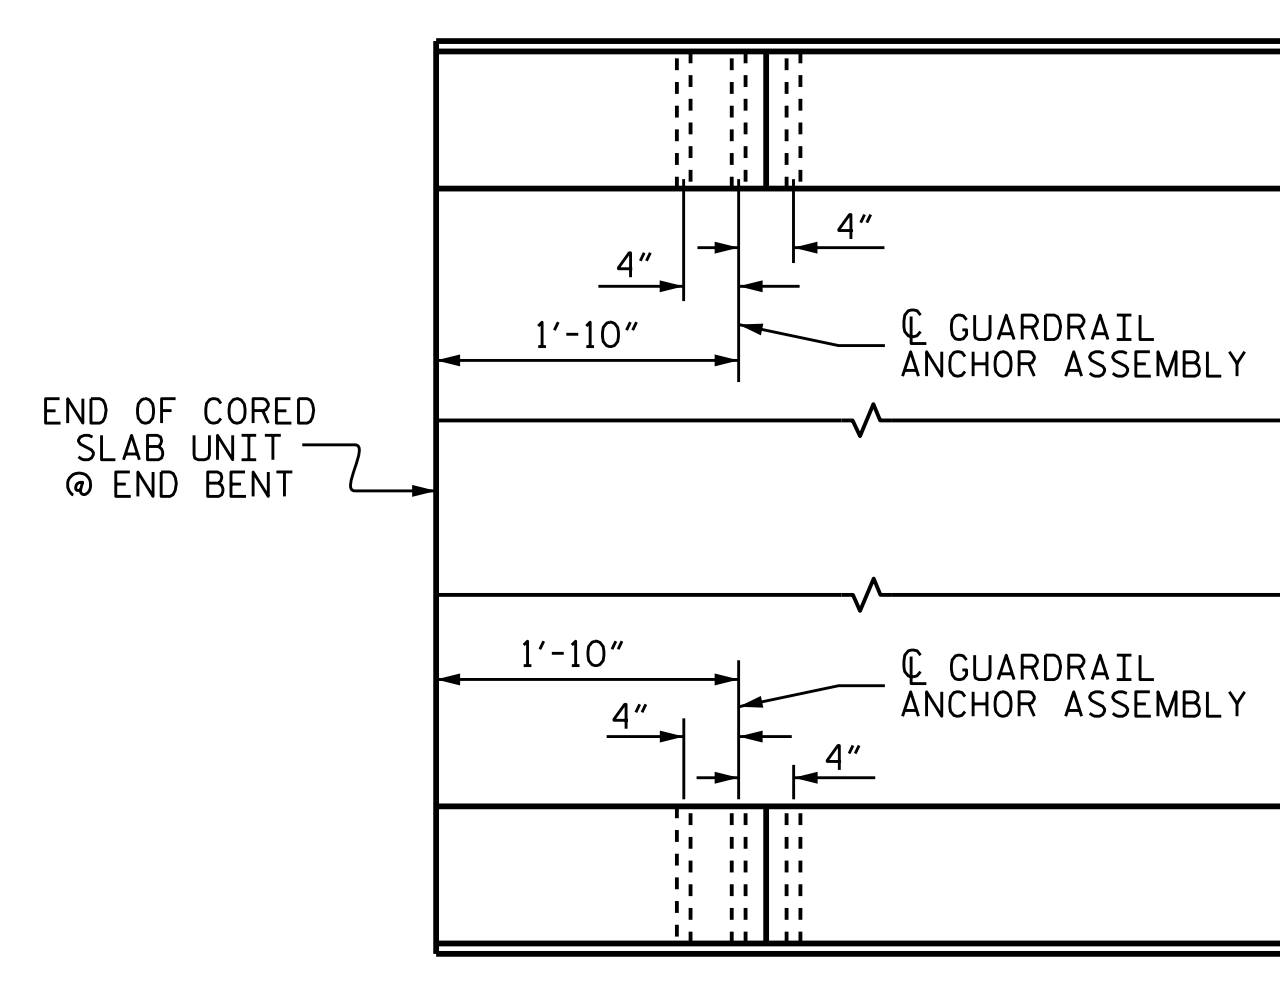 4″
4″
1′-10″
℄ GUARDRAIL
ANCHOR ASSEMBLY
END OF CORED
SLAB UNIT
@ END BENT
1′-10″
℄ GUARDRAIL
ANCHOR ASSEMBLY
4″
4″